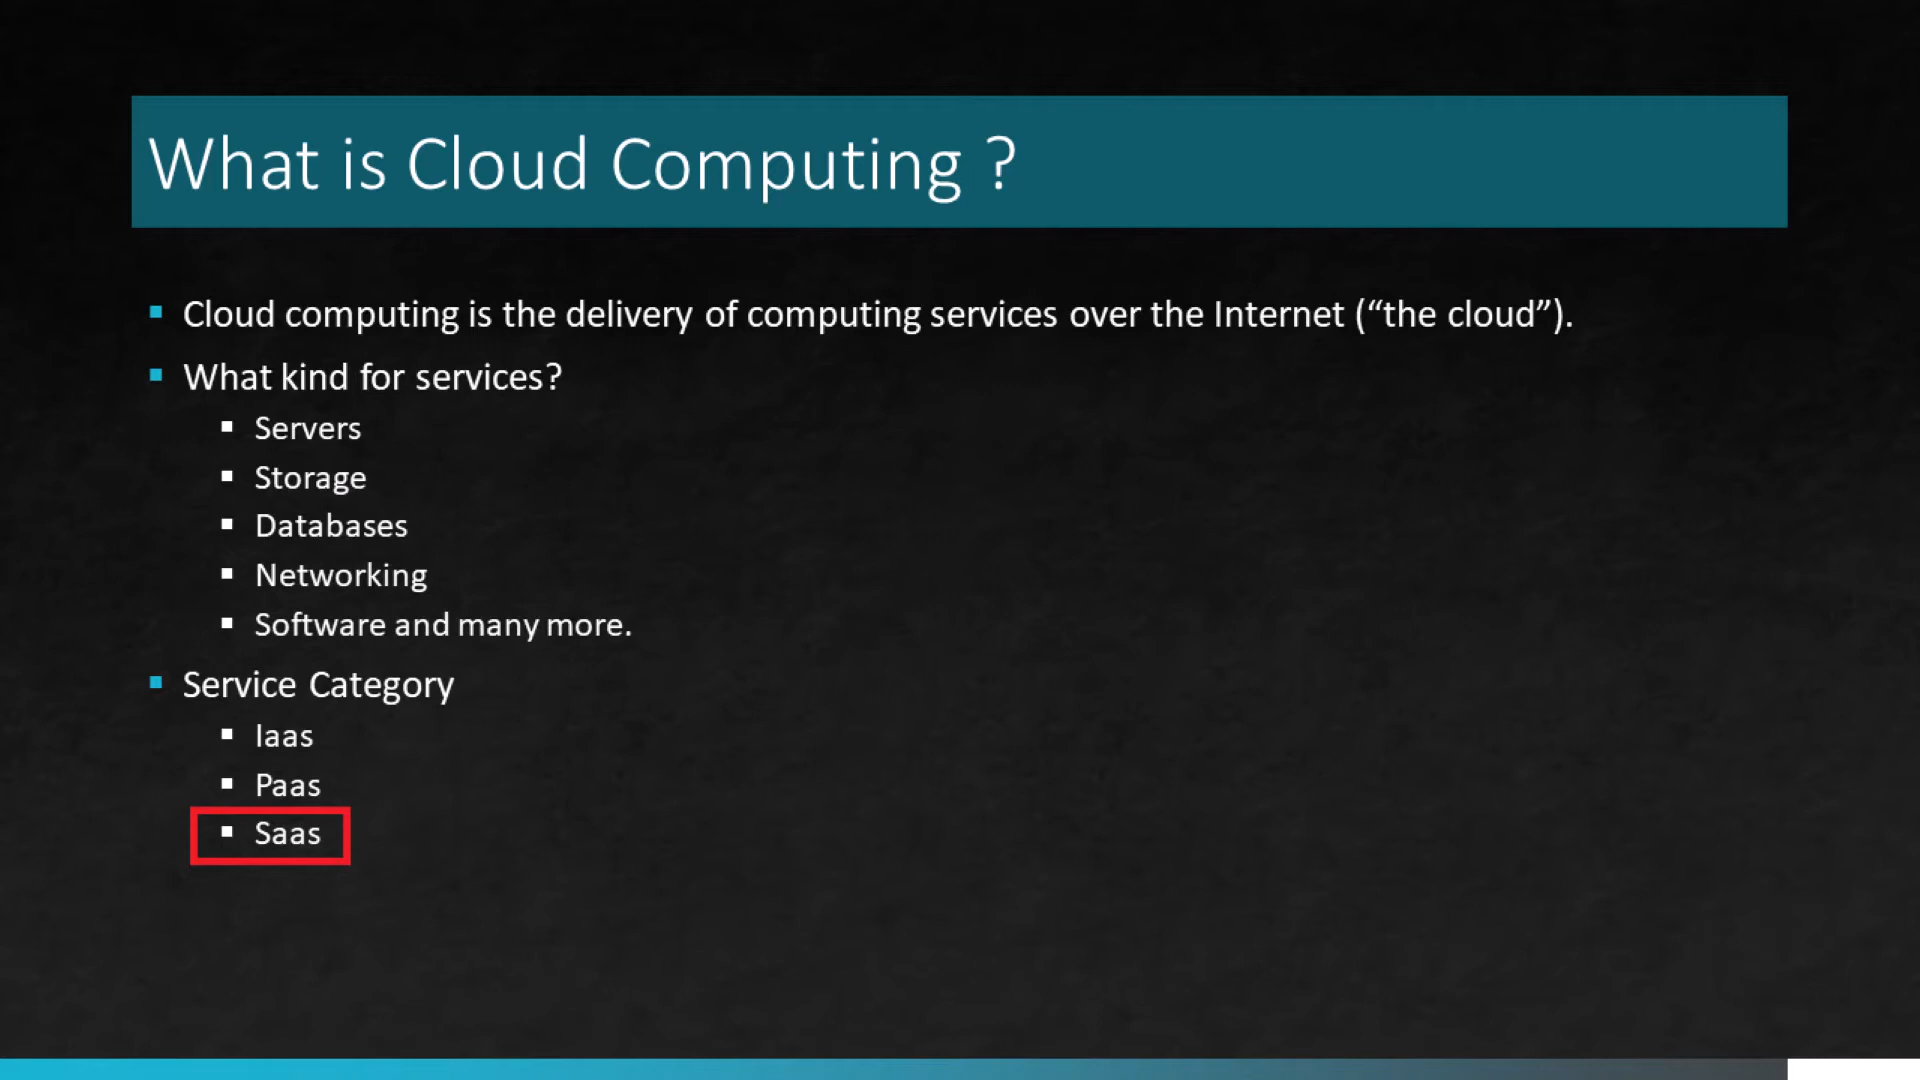 What is Cloud Computing ?
Cloud computing is the delivery of computing services over the Internet (“the cloud”).
What kind for services?
Servers
Storage
Databases
Networking
Software and many more.
Service Category
Iaas
Paas
Saas